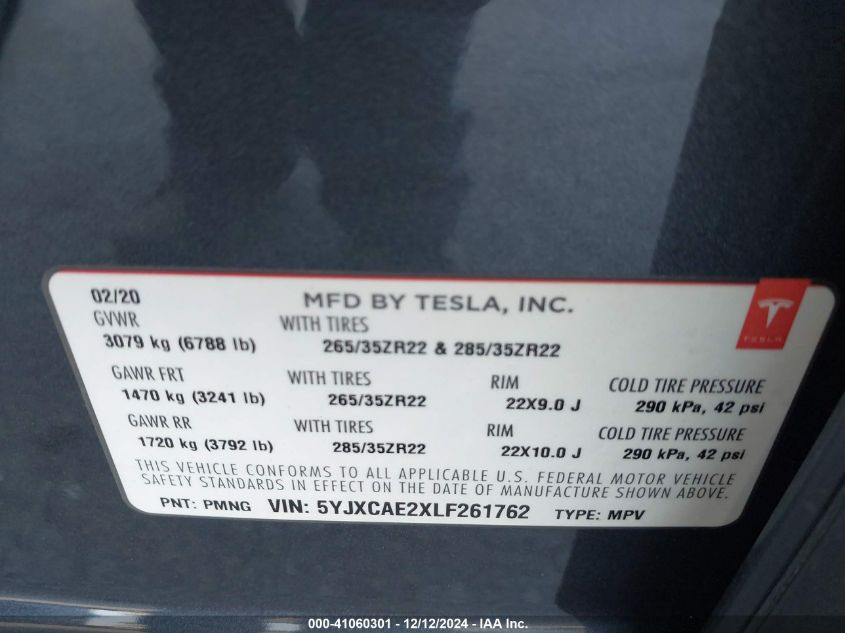 02/20 MFD BY TESLA, INC.
GVWR WITH TIRES
3079 kg (6788 lb) 265/35ZR22 & 285/35ZR22
TESLA
GAWR FRT WITH TIRES RIM COLD TIRE PRESSURE
1470 kg (3241 lb) 265/35ZR22 22X9.0 J 290 kPa, 42 psi
GAWR RR WITH TIRES RIM COLD TIRE PRESSURE
1720 kg (3792 lb) 285/35ZR22 22X10.0 J 290 kPa, 42 psi
THIS VEHICLE CONFORMS TO ALL APPLICABLE U.S. FEDERAL MOTOR VEHICLE
SAFETY STANDARDS IN EFFECT ON THE DATE OF MANUFACTURE SHOWN ABOVE.
PNT: PMNG VIN: 5YJXCAE2XLF261762 TYPE: MPV
000-41060301 - 12/12/2024 - IAA Inc.